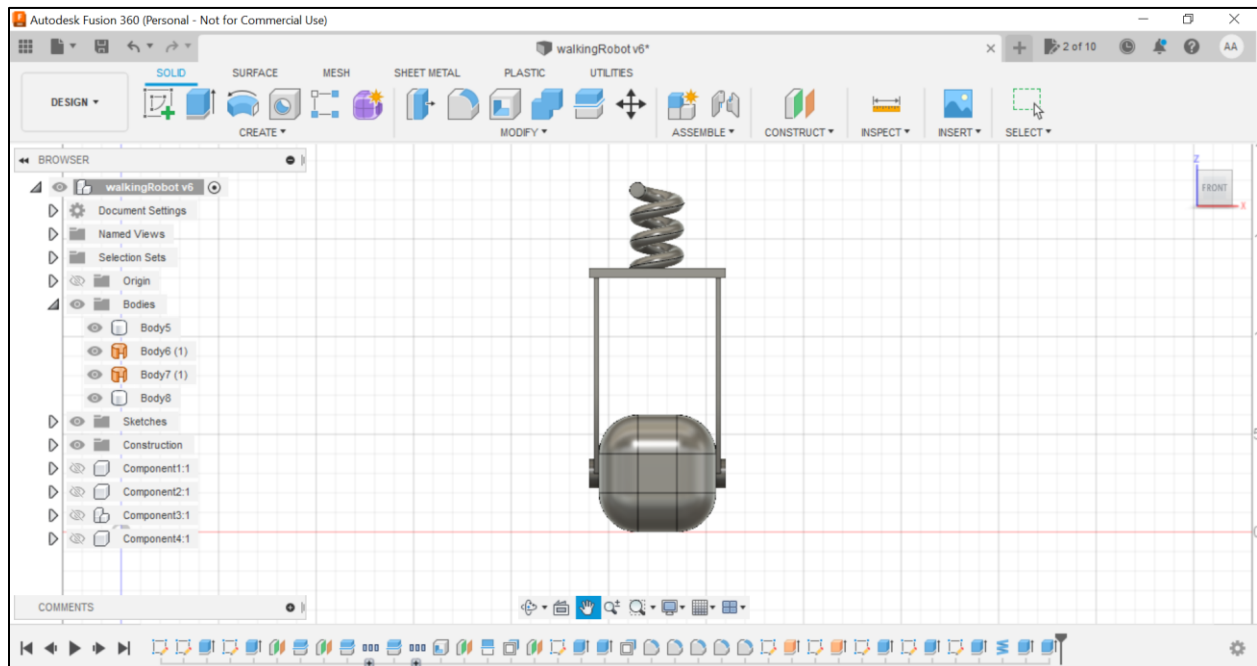 Autodesk Fusion 360 (Personal - Not for Commercial Use)
walkingRobot v6*
2 of 10
AA
DESIGN
SOLID
SURFACE
MESH
SHEET METAL
PLASTIC
UTILITIES
CREATE
MODIFY
ASSEMBLE
CONSTRUCT
INSPECT
INSERT
SELECT
BROWSER
walkingRobot v6
Document Settings
Named Views
Selection Sets
Origin
Bodies
Body5
Body6 (1)
Body7 (1)
Body8
Sketches
Construction
Component1:1
Component2:1
Component3:1
Component4:1
Z
FRONT
X
COMMENTS